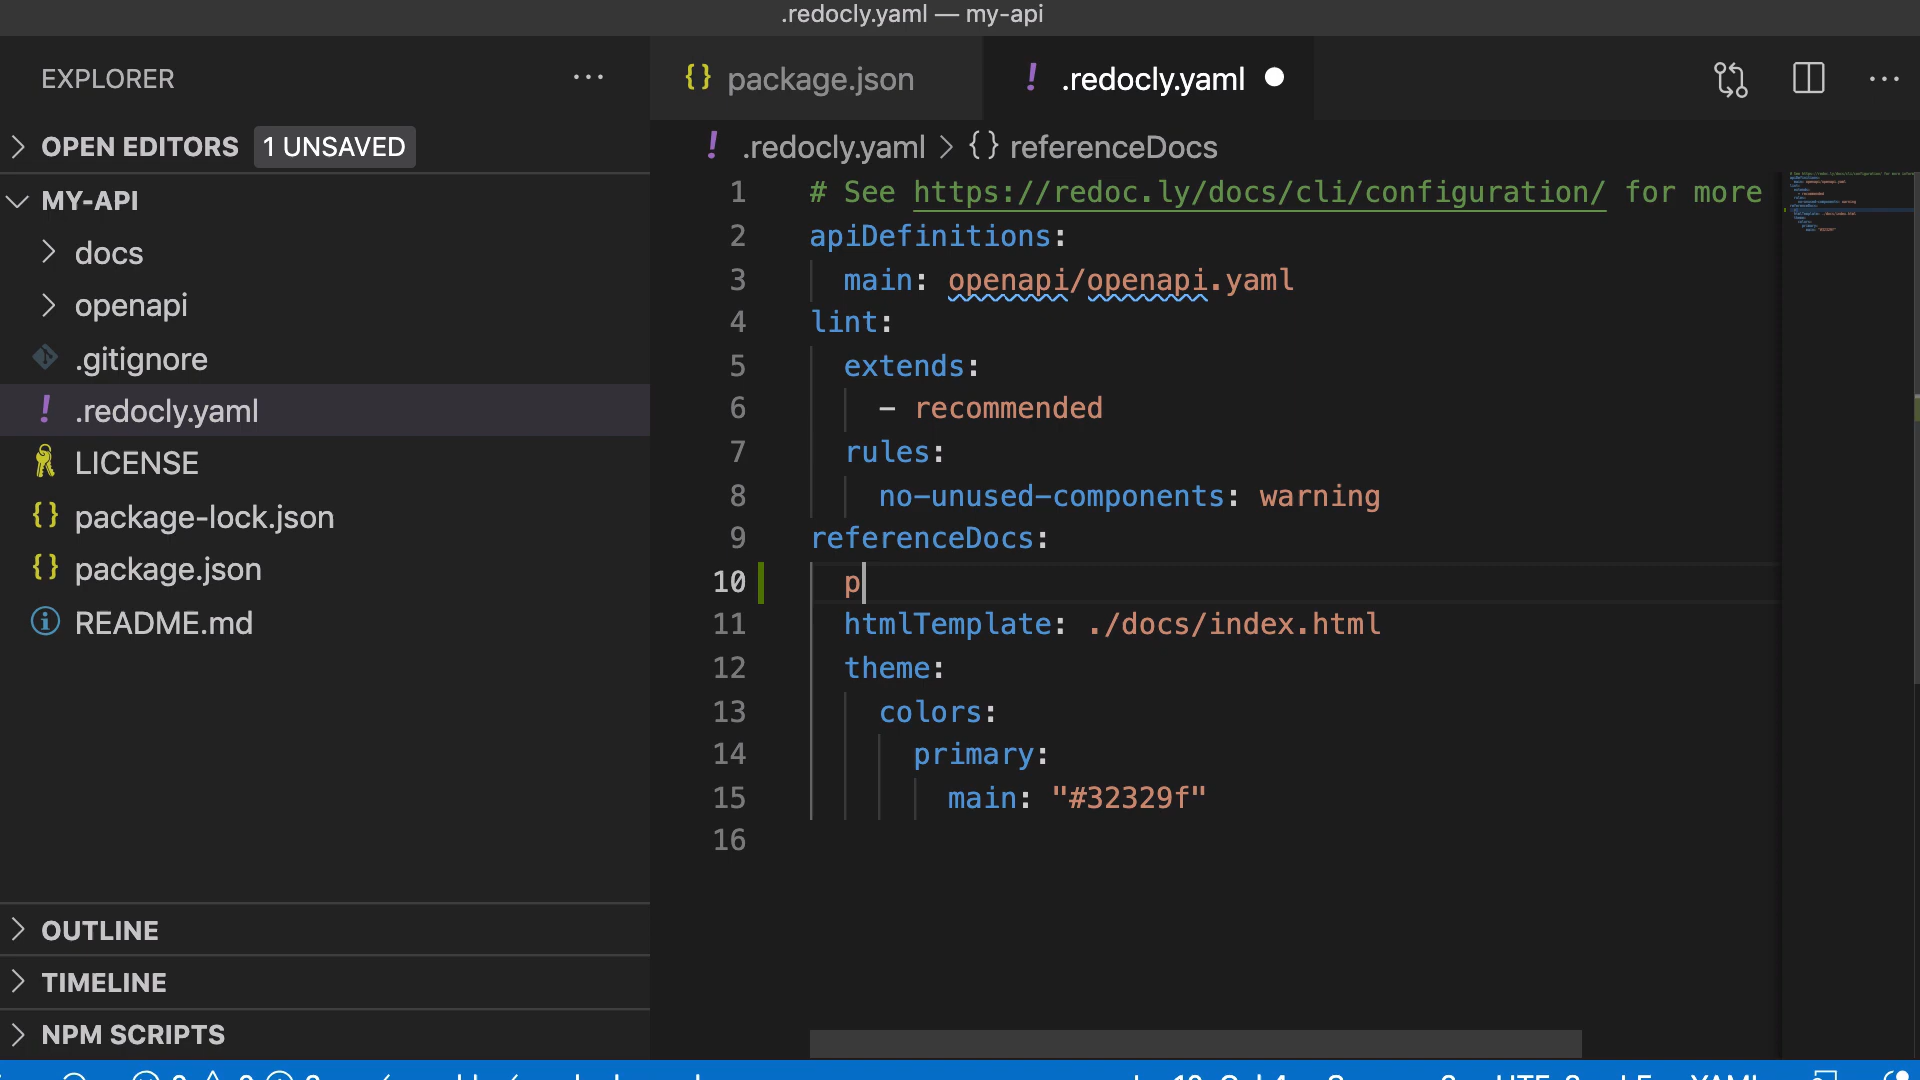 .redocly.yaml — my-api
EXPLORER
OPEN EDITORS 1 UNSAVED
MY-API
docs
openapi
.gitignore
.redocly.yaml
LICENSE
package-lock.json
package.json
README.md
OUTLINE
TIMELINE
NPM SCRIPTS
{} package.json
! .redocly.yaml
! .redocly.yaml > {} referenceDocs
1 # See https://redoc.ly/docs/cli/configuration/ for more
2 apiDefinitions:
3 main: openapi/openapi.yaml
4 lint:
5 extends:
6 - recommended
7 rules:
8 no-unused-components: warning
9 referenceDocs:
10 p
11 htmlTemplate: ./docs/index.html
12 theme:
13 colors:
14 primary:
15 main: "#32329f"
16